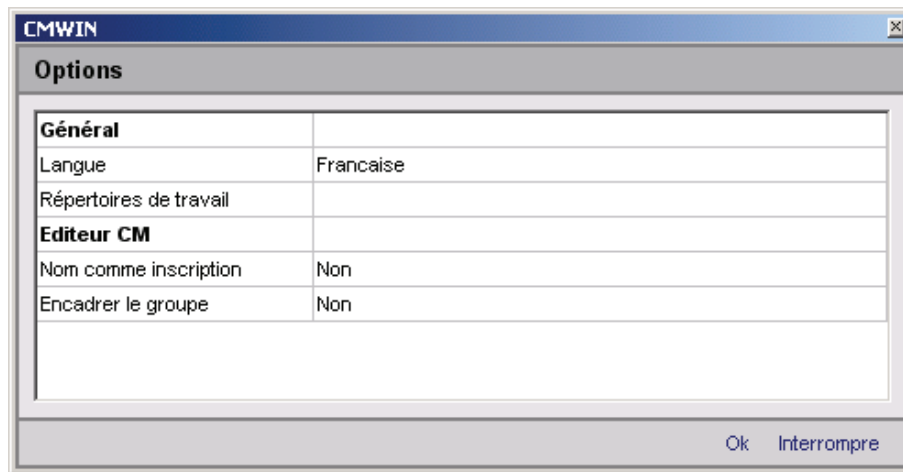 CMWIN
Options
Général
Langue Francaise
Répertoires de travail
Editeur CM
Nom comme inscription Non
Encadrer le groupe Non
Ok Interrompre